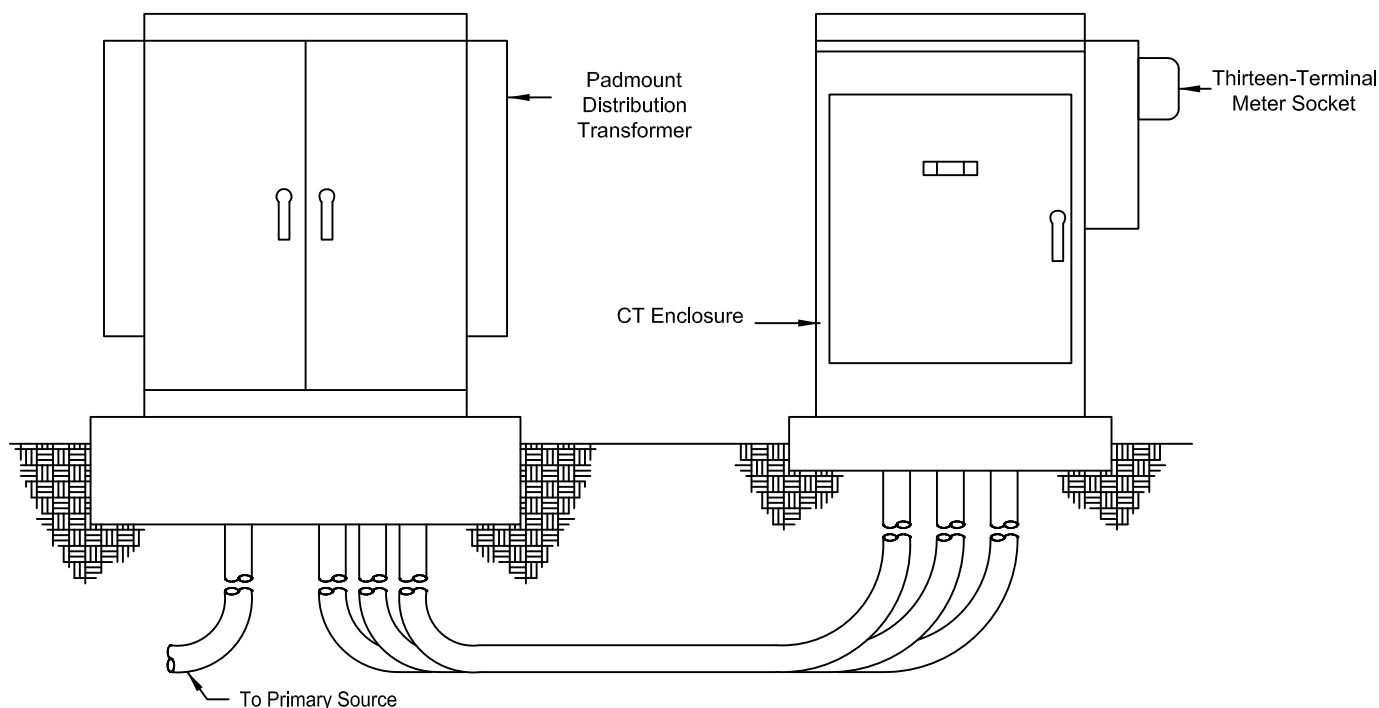 Padmount
Distribution
Transformer
Thirteen-Terminal
Meter Socket
CT Enclosure
To Primary Source